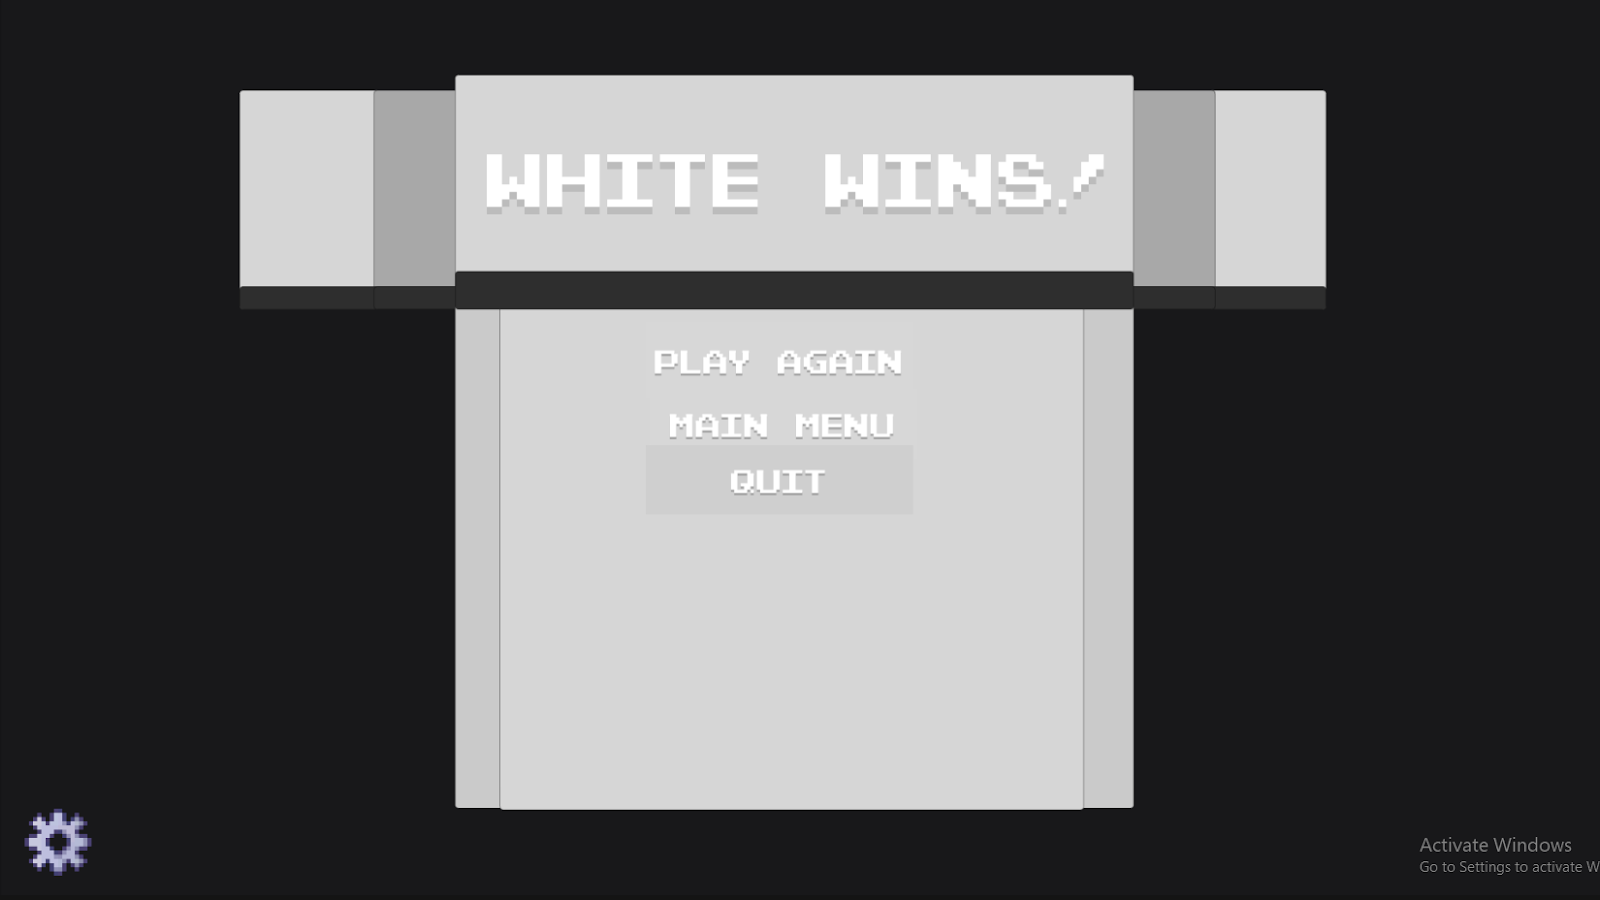 WHITE WINS!
PLAY AGAIN
MAIN MENU
QUIT
Activate Windows
Go to Settings to activate W